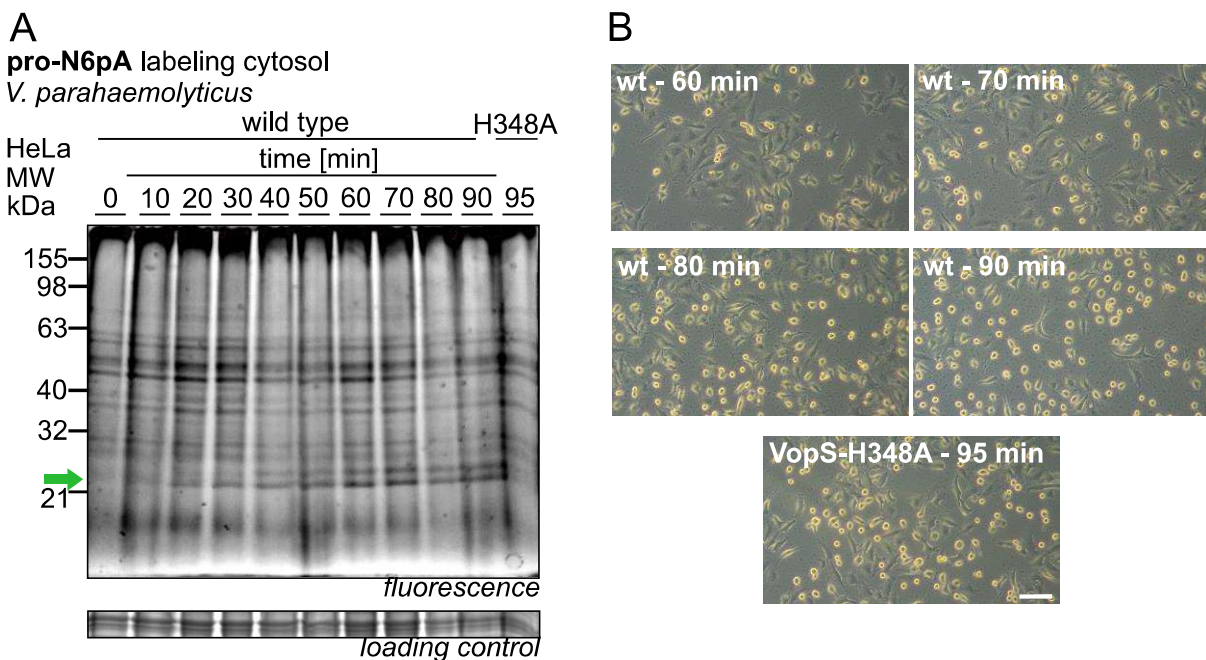 A
pro-N6pA labeling cytosol
V. parahaemolyticus
wild type H348A
HeLa
time [min]
MW
kDa
0 10 20 30 40 50 60 70 80 90 95
155
98
63
40
32
21
fluorescence
loading control
B
wt - 60 min
wt - 70 min
wt - 80 min
wt - 90 min
VopS-H348A - 95 min